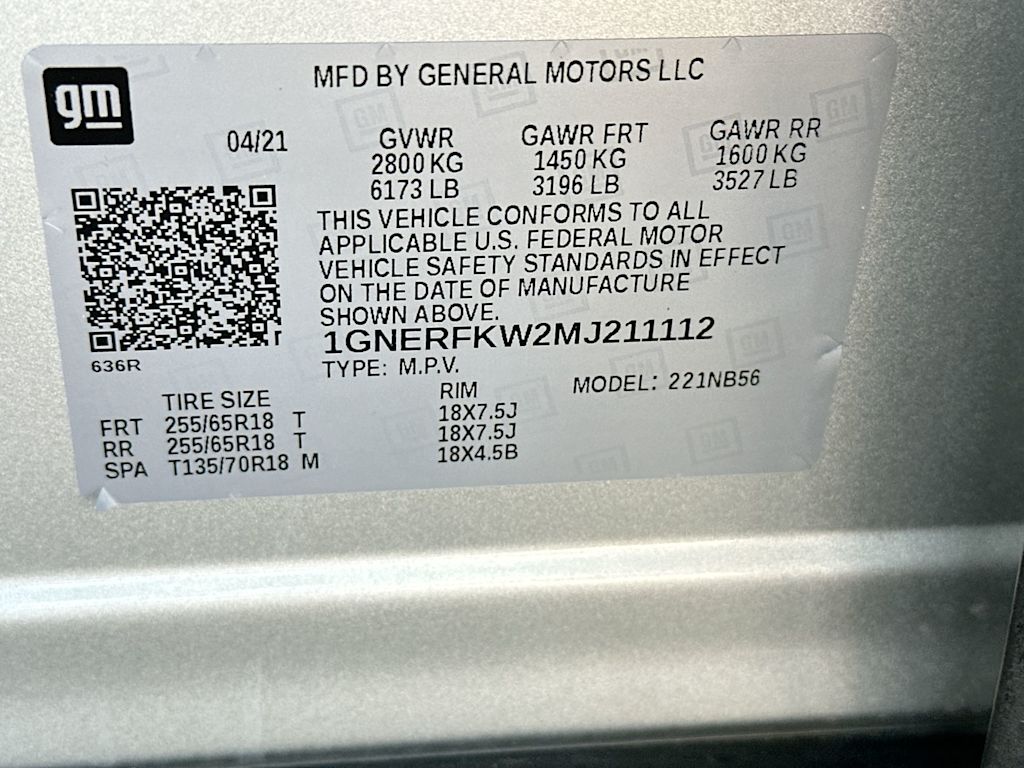 gm
MFD BY GENERAL MOTORS LLC
04/21 GVWR GAWR FRT GAWR RR
2800 KG 1450 KG 1600 KG
6173 LB 3196 LB 3527 LB
THIS VEHICLE CONFORMS TO ALL
APPLICABLE U.S. FEDERAL MOTOR
VEHICLE SAFETY STANDARDS IN EFFECT
ON THE DATE OF MANUFACTURE
SHOWN ABOVE.
1GNERFKW2MJ211112
636R
TYPE: M.P.V. MODEL: 221NB56
TIRE SIZE RIM
FRT 255/65R18 T 18X7.5J
RR 255/65R18 T 18X7.5J
SPA T135/70R18 M 18X4.5B